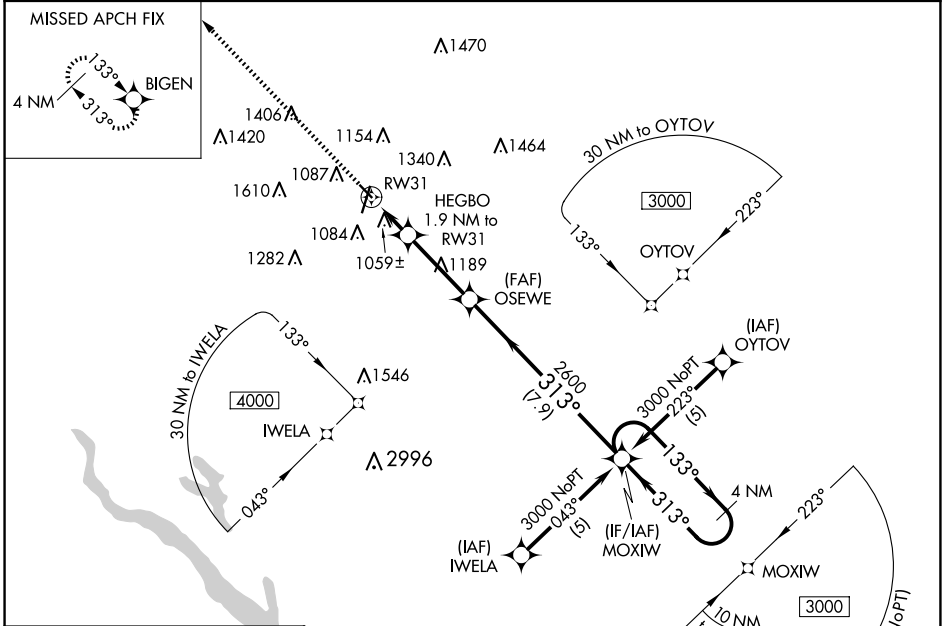 MISSED APCH FIX
133°
BIGEN
4 NM
313°
1470
1406
1420
1154
1340
1464
1087
RW31
1610
HEGBO
1.9 NM to
RW31
1084
1059±
1282
1189
(FAF)
OSEWE
30 NM to OYTOV
3000
223°
133°
OYTOV
(IAF)
OYTOV
30 NM to IWELA
133°
4000
1546
IWELA
043°
2996
2600
313°
(7.9)
3000 NoPT
223°
(5)
133°
4 NM
313°
3000 NoPT
043°
(5)
(IF/IAF)
MOXIW
(IAF)
IWELA
223°
MOXIW
3000
10 NM
oPT)